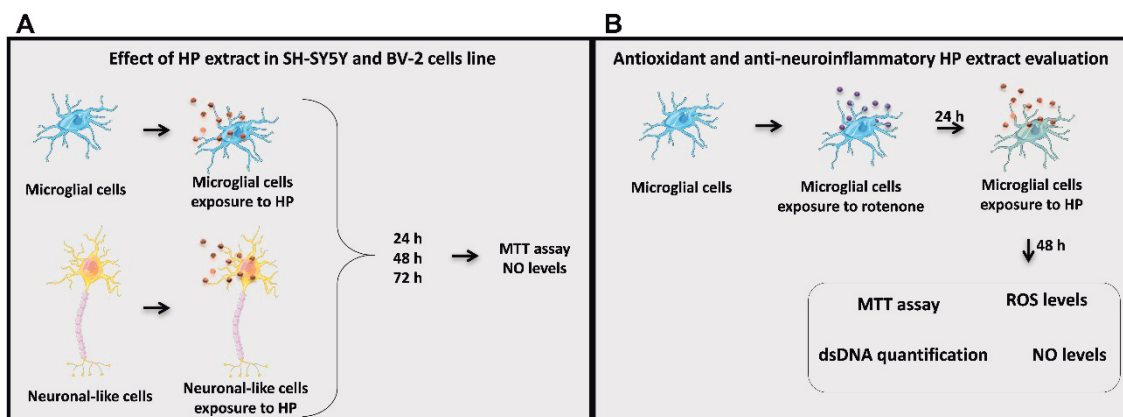 A
Effect of HP extract in SH-SY5Y and BV-2 cells line
Microglial cells
Microglial cells
exposure to HP
Neuronal-like cells
Neuronal-like cells
exposure to HP
24 h
48 h
72 h
MTT assay
NO levels
B
Antioxidant and anti-neuroinflammatory HP extract evaluation
Microglial cells
Microglial cells
exposure to rotenone
24 h
Microglial cells
exposure to HP
48 h
MTT assay
ROS levels
dsDNA quantification
NO levels